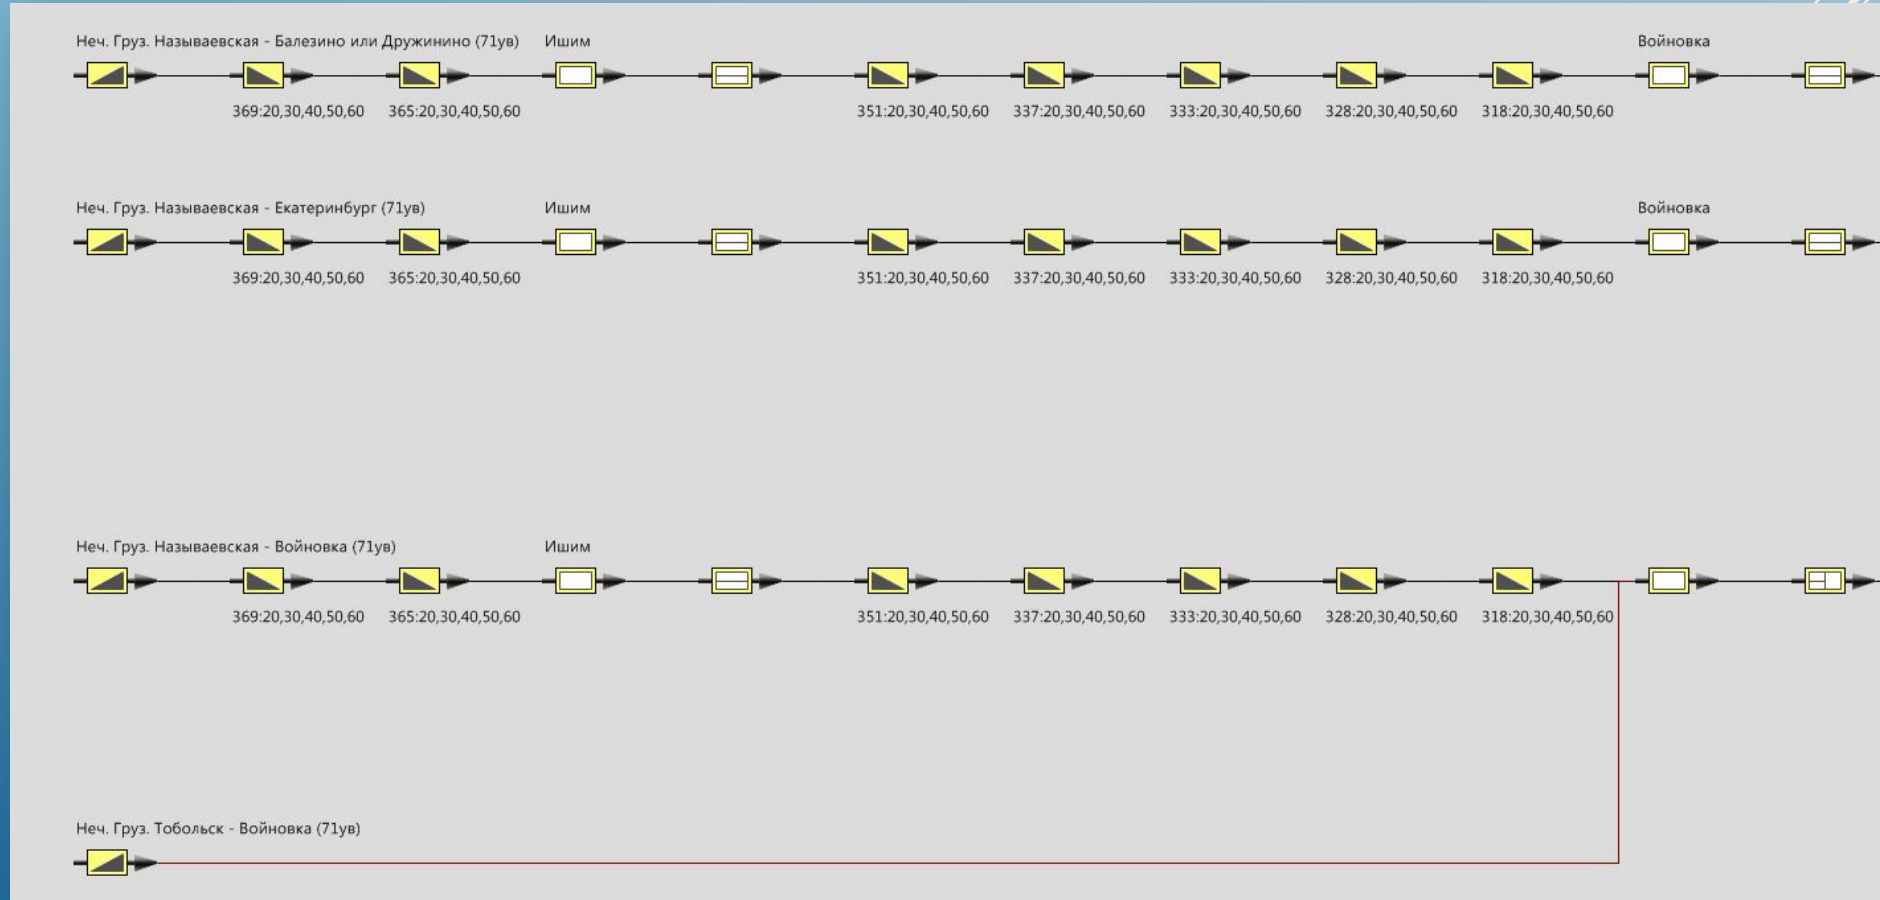 Неч. Груз. Называевская - Балезино или Дружинино (71ув) Ишим Войновка
369:20,30,40,50,60 365:20,30,40,50,60 351:20,30,40,50,60 337:20,30,40,50,60 333:20,30,40,50,60 328:20,30,40,50,60 318:20,30,40,50,60
Неч. Груз. Называевская - Екатеринбург (71ув) Ишим Войновка
369:20,30,40,50,60 365:20,30,40,50,60 351:20,30,40,50,60 337:20,30,40,50,60 333:20,30,40,50,60 328:20,30,40,50,60 318:20,30,40,50,60
Неч. Груз. Называевская - Войновка (71ув) Ишим
369:20,30,40,50,60 365:20,30,40,50,60 351:20,30,40,50,60 337:20,30,40,50,60 333:20,30,40,50,60 328:20,30,40,50,60 318:20,30,40,50,60
Неч. Груз. Тобольск - Войновка (71ув)